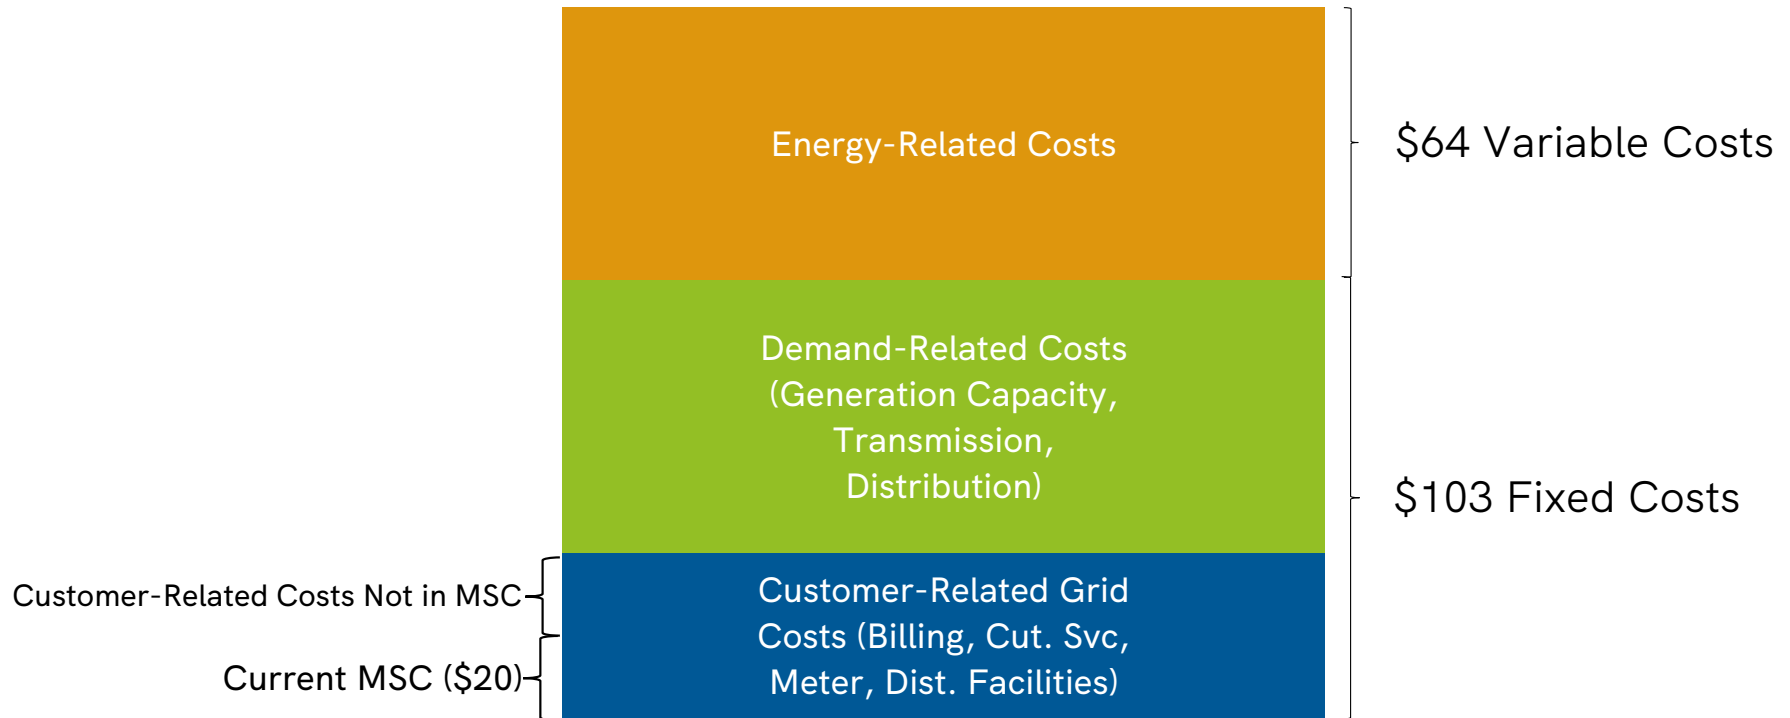 Energy-Related Costs
$64 Variable Costs
Demand-Related Costs
(Generation Capacity,
Transmission,
Distribution)
$103 Fixed Costs
Customer-Related Costs Not in MSC
Current MSC ($20)
Customer-Related Grid
Costs (Billing, Cut. Svc,
Meter, Dist. Facilities)